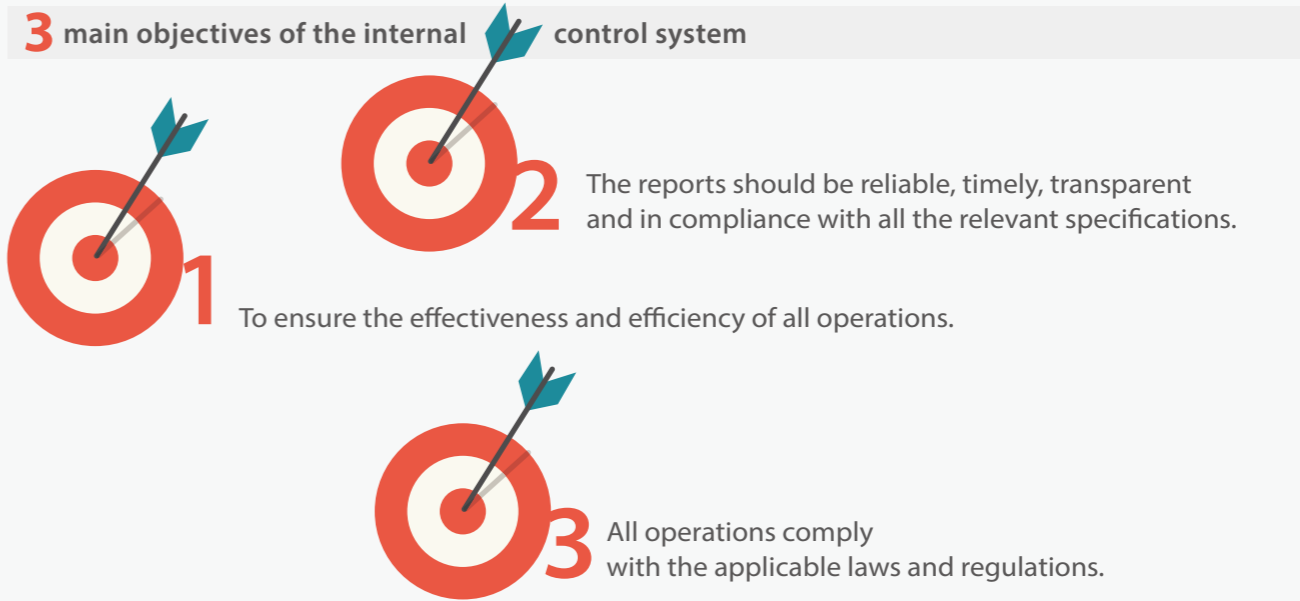 3 main objectives of the internal control system
1 To ensure the effectiveness and efficiency of all operations.
2 The reports should be reliable, timely, transparent
and in compliance with all the relevant specifications.
3 All operations comply
with the applicable laws and regulations.